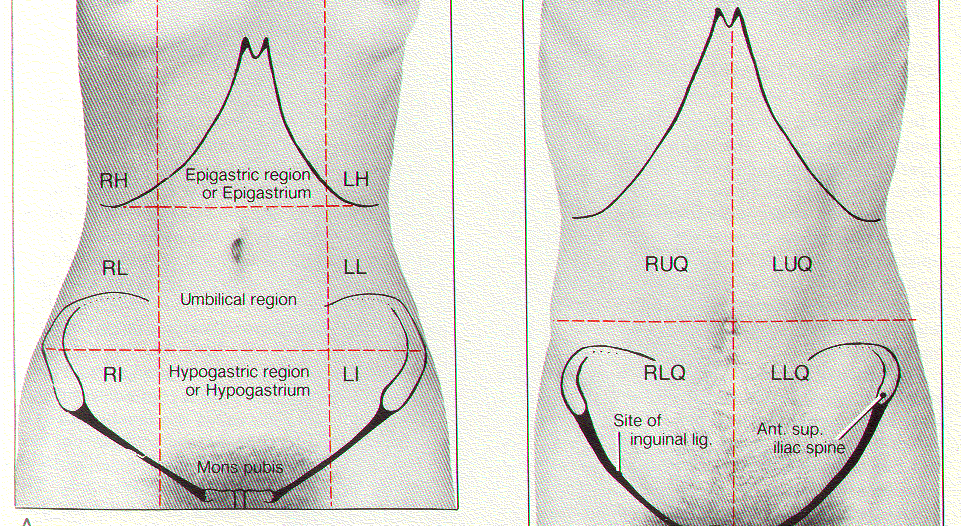 RH
Epigastric region
or Epigastrium
LH
RL
LL
Umbilical region
RI
Hypogastric region
or Hypogastrium
LI
Mons pubis
A
RUQ
LUQ
RLQ
LLQ
Site of
inguinal lig.
Ant. sup.
iliac spine